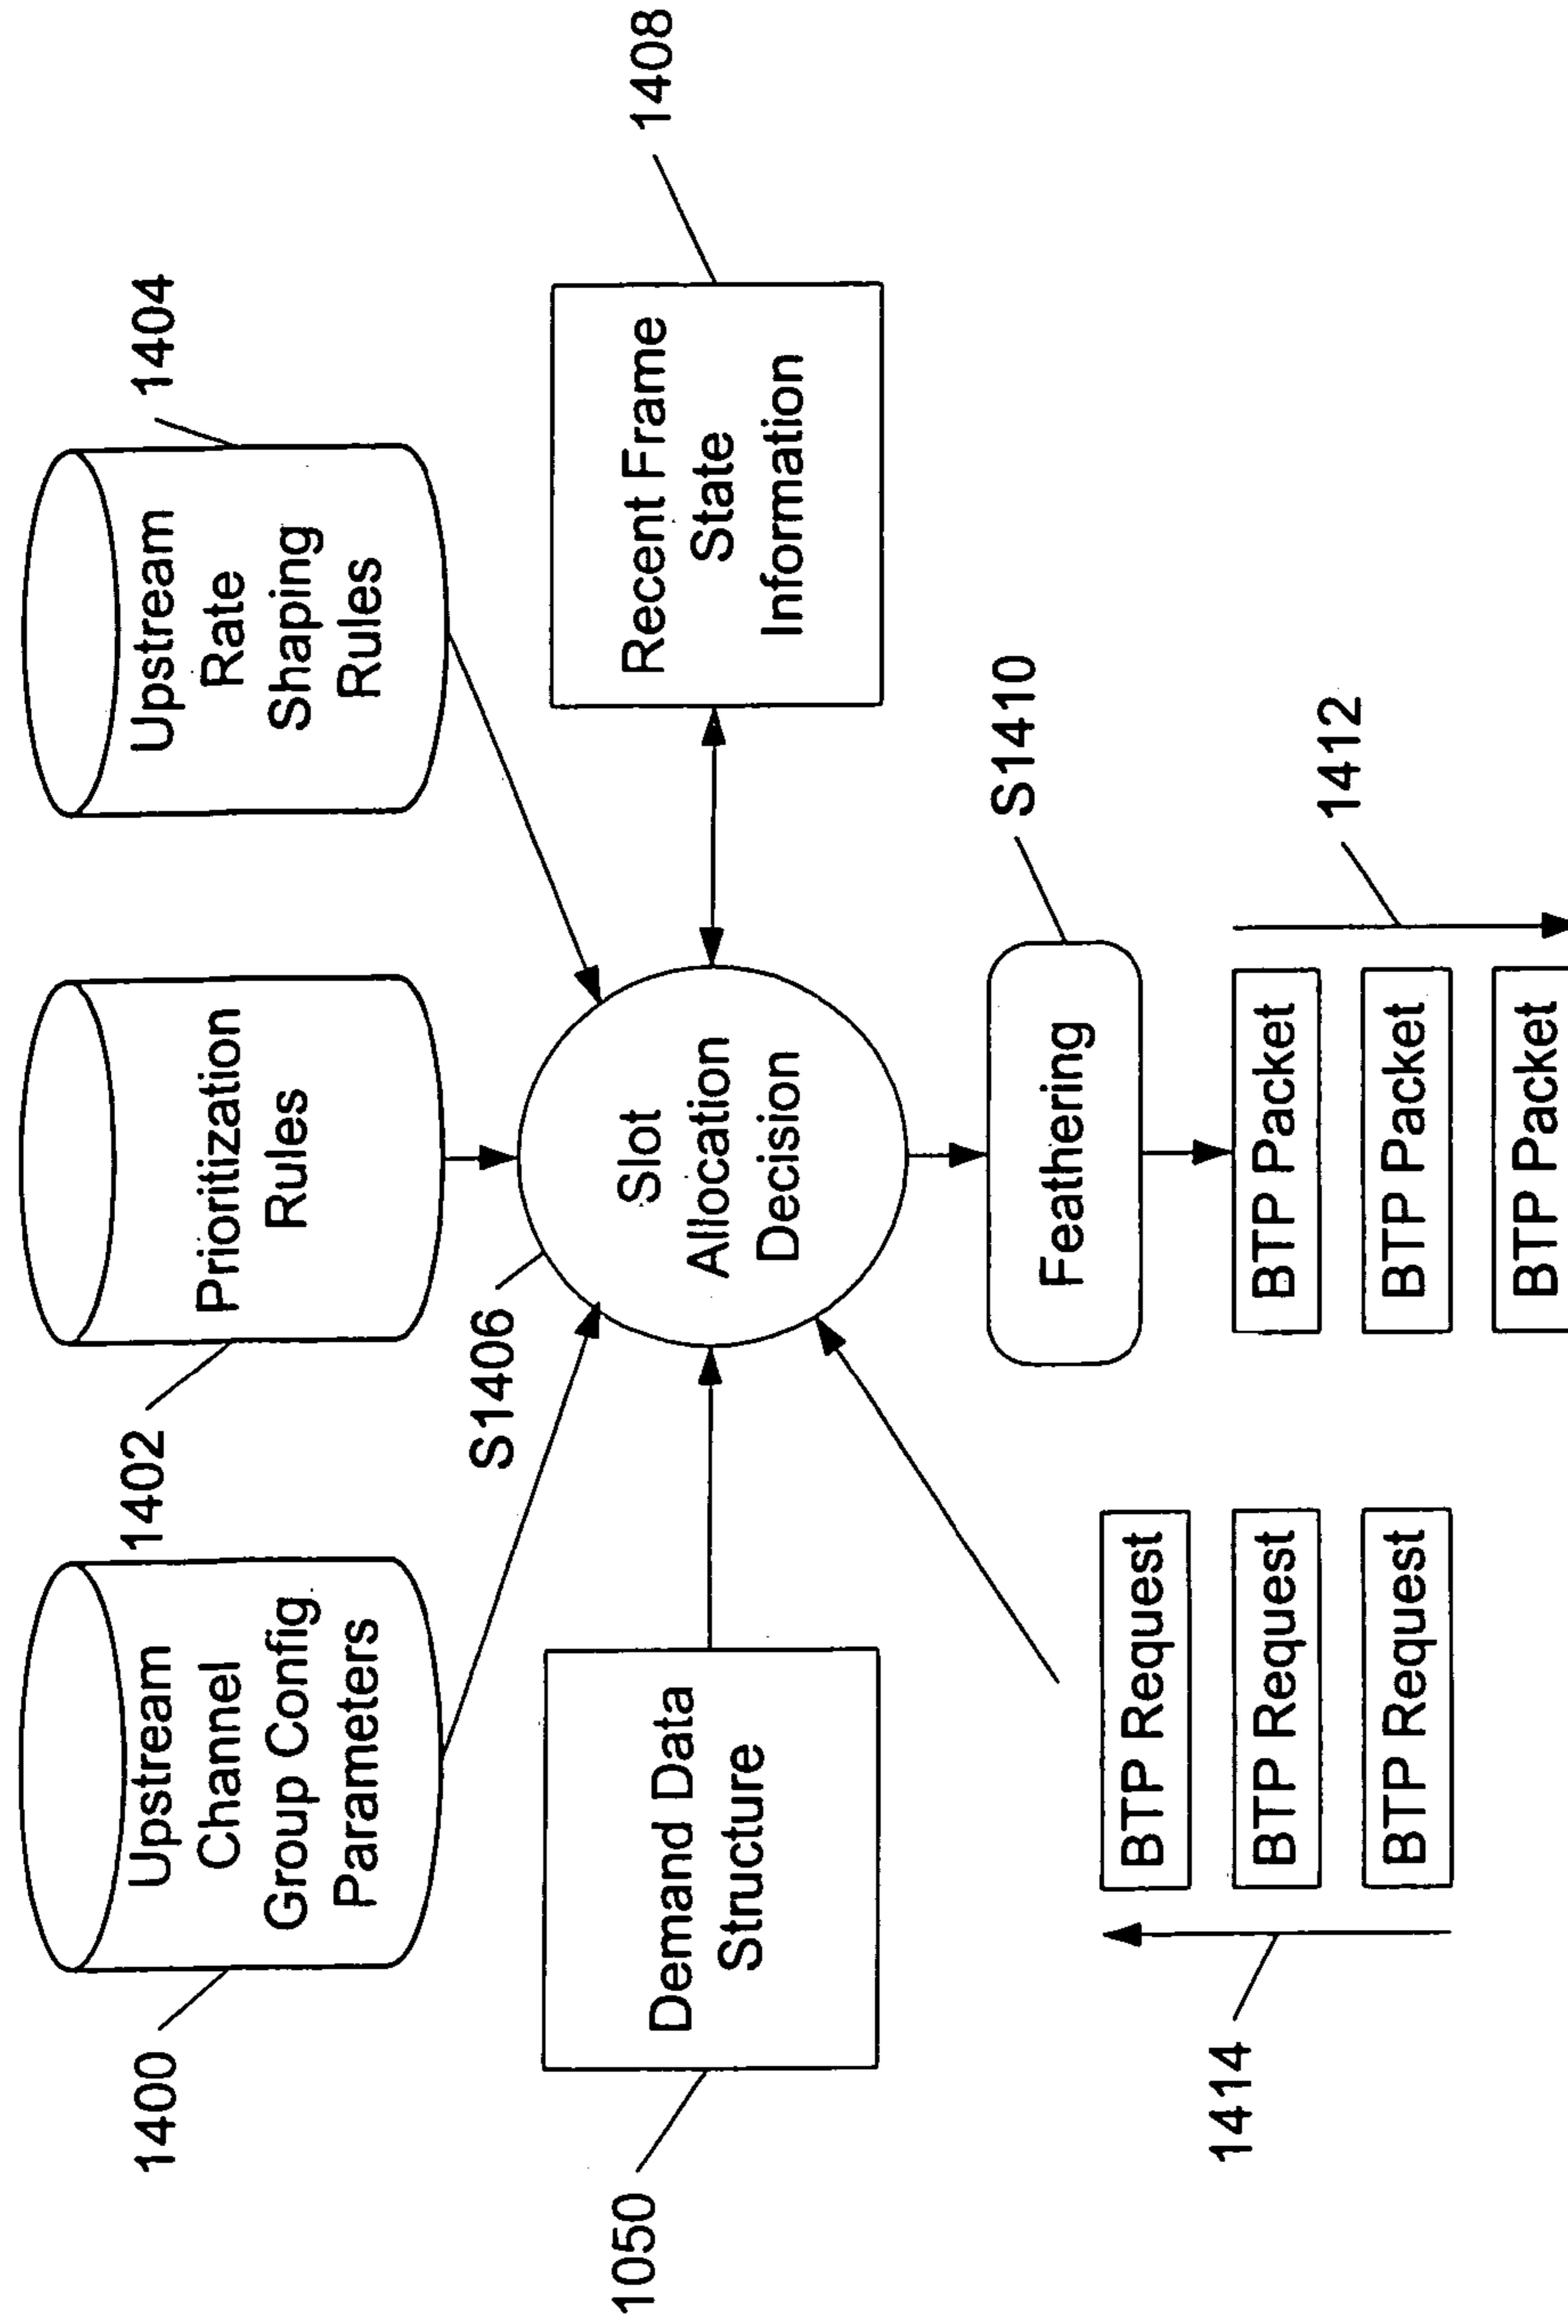 1400
Upstream
Channel
Group Config
Parameters
1402
Prioritization
Rules
1404
Upstream
Rate
Shaping
Rules
1050
Demand Data
Structure
S1406
Slot
Allocation
Decision
1408
Recent Frame
State
Information
S1410
Feathering
1414
BTP Request
BTP Request
BTP Request
1412
BTP Packet
BTP Packet
BTP Packet